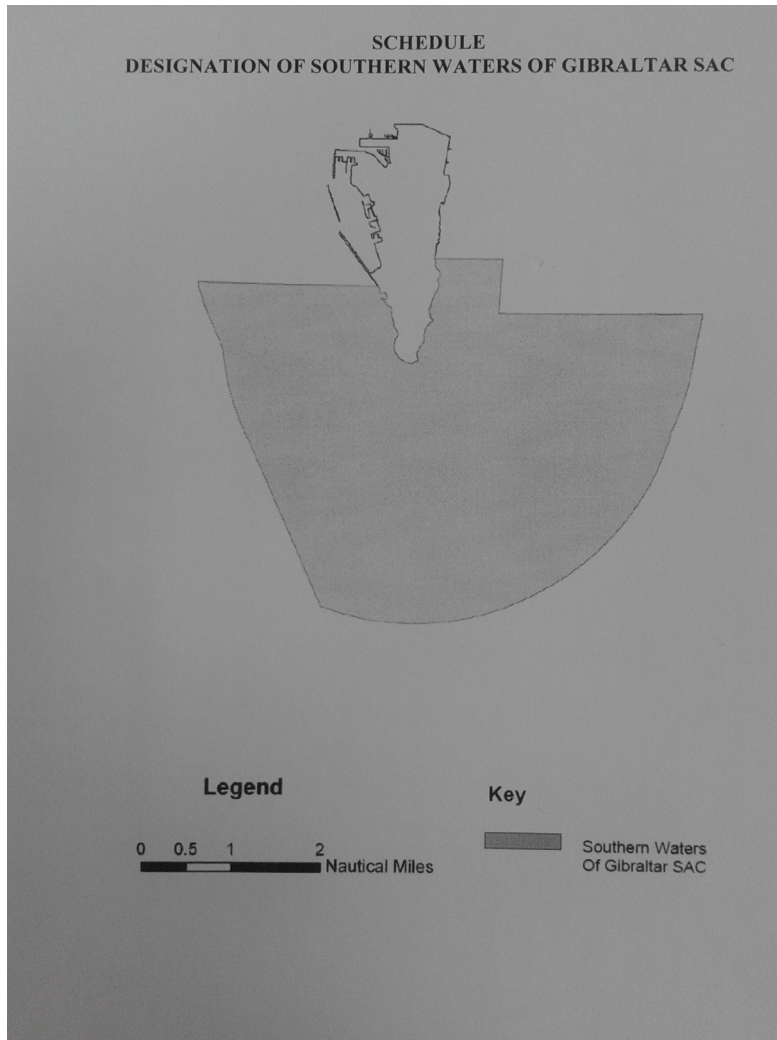 SCHEDULE
DESIGNATION OF SOUTHERN WATERS OF GIBRALTAR SAC
Legend
0 0.5 1 2
Nautical Miles
Key
Southern Waters
Of Gibraltar SAC